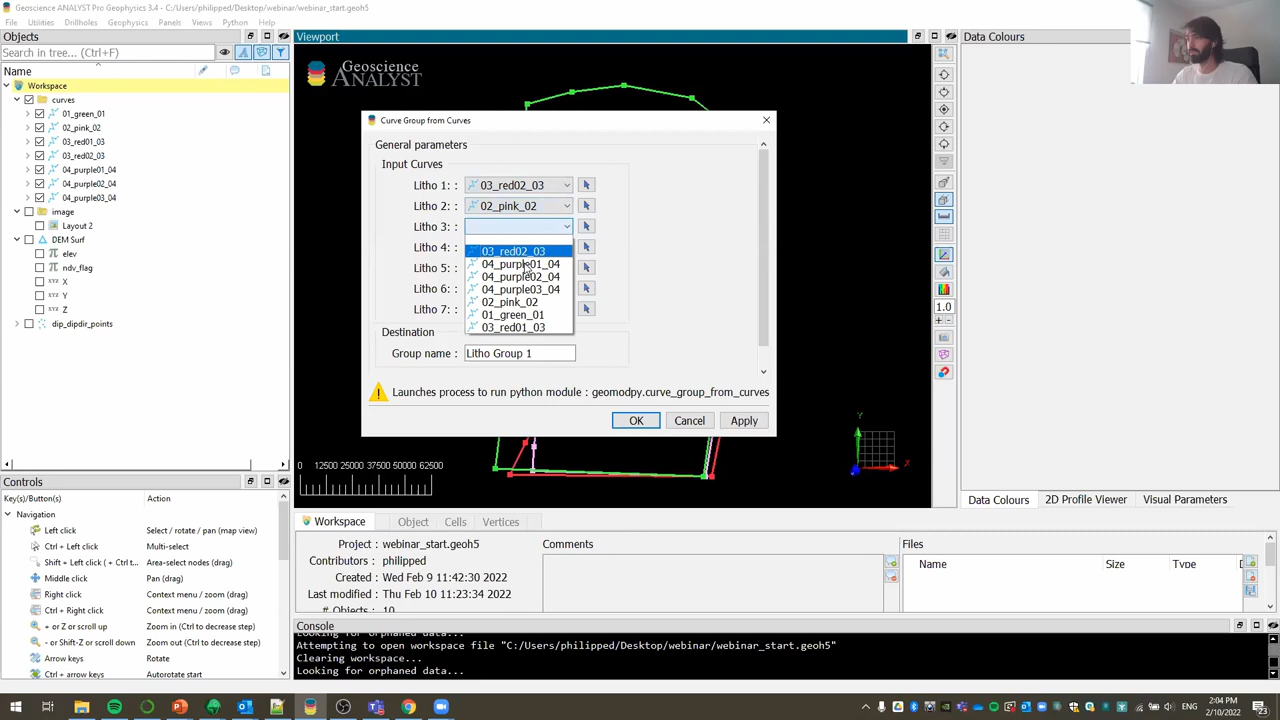 Geoscience ANALYST Pro Geophysics 3.4 - C:/Users/philipped/Desktop/webinar/webinar_start.geoh5
File Utilities Drillholes Geophysics Panels Views Python Help
Objects
Search in tree... (Ctrl+F)
Name
Workspace
curves
01_green_01
02_pink_02
03_red01_03
03_red02_03
04_purple01_04
04_purple02_04
04_purple03_04
image
Layout 2
DEM Surf
elev
ndv_flag
X
Y
Z
dip_dipdir_points
Controls
Key(s)/Button(s) Action
Navigation
Left click Select / rotate / pan (map view)
Ctrl + Left click Multi-select
Shift + Left click ( + Ctrl t... Area-select nodes (drag)
Middle click Pan (drag)
Right click Context menu / zoom (drag)
Ctrl + Right click Context menu / zoom (drag)
+ or Z or scroll up Zoom in (Ctrl to decrease step)
- or Shift-Z or scroll down Zoom out (Ctrl to decrease step)
Arrow keys Rotate
Ctrl + arrow keys Autorotate start
Viewport
Geoscience
ANALYST
Curve Group from Curves
General parameters
Input Curves
Litho 1: : 03_red02_03
Litho 2: : 02_pink_02
Litho 3: :
Litho 4: :
Litho 5: :
Litho 6: :
Litho 7: :
03_red02_03
04_purple01_04
04_purple02_04
04_purple03_04
02_pink_02
01_green_01
03_red01_03
Destination
Group name : Litho Group 1
Launches process to run python module : geomodpy.curve_group_from_curves
OK Cancel Apply
0 12500 25000 37500 50000 62500
Y
X
1.0
Data Colours
Data Colours 2D Profile Viewer Visual Parameters
Workspace Object Cells Vertices
Project : webinar_start.geoh5
Contributors : philipped
Created : Wed Feb 9 11:42:30 2022
Last modified : Thu Feb 10 11:23:34 2022
# Objects : 10
Comments
Files
Name Size Type
Console
Looking for orphaned data...
Attempting to open workspace file "C:/Users/philipped/Desktop/webinar/webinar_start.geoh5"
Clearing workspace...
Looking for orphaned data...
2:04 PM
2/10/2022